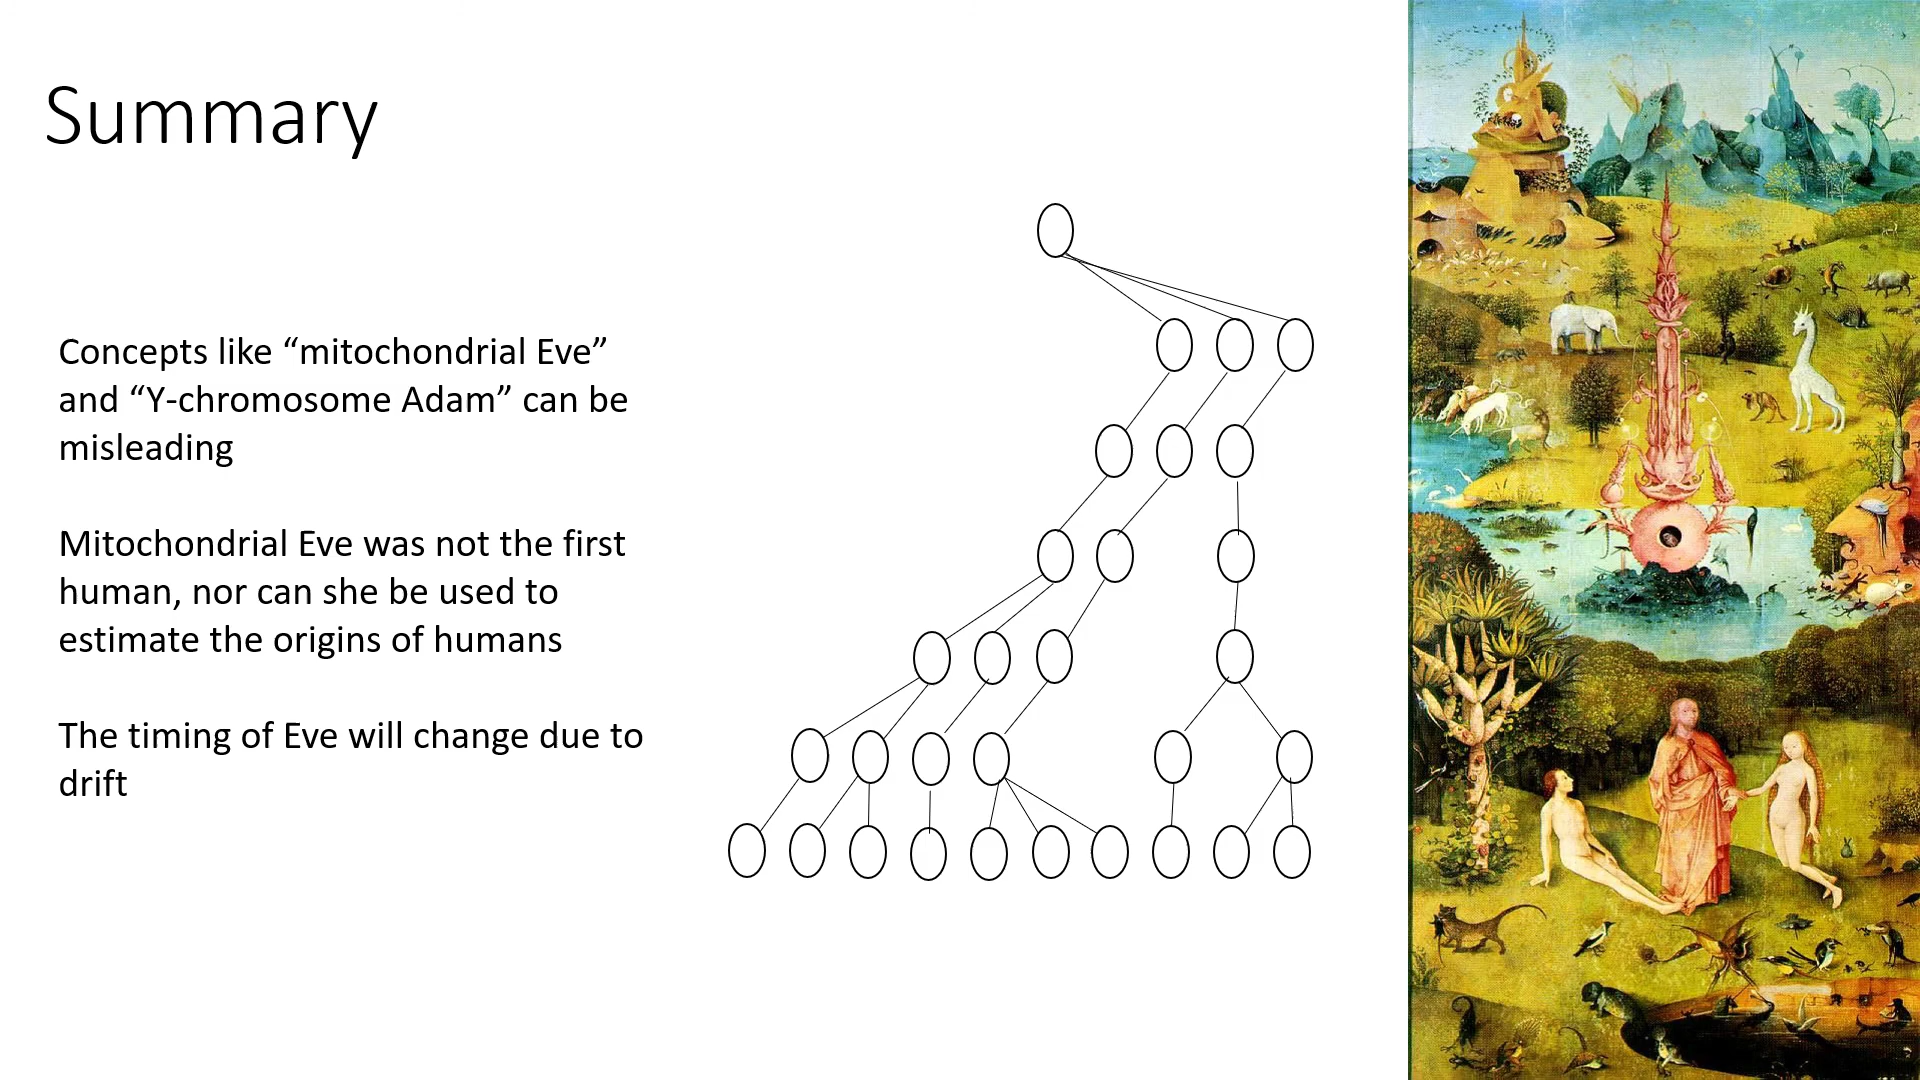 Summary
Concepts like “mitochondrial Eve”
and “Y-chromosome Adam” can be
misleading
Mitochondrial Eve was not the first
human, nor can she be used to
estimate the origins of humans
The timing of Eve will change due to
drift